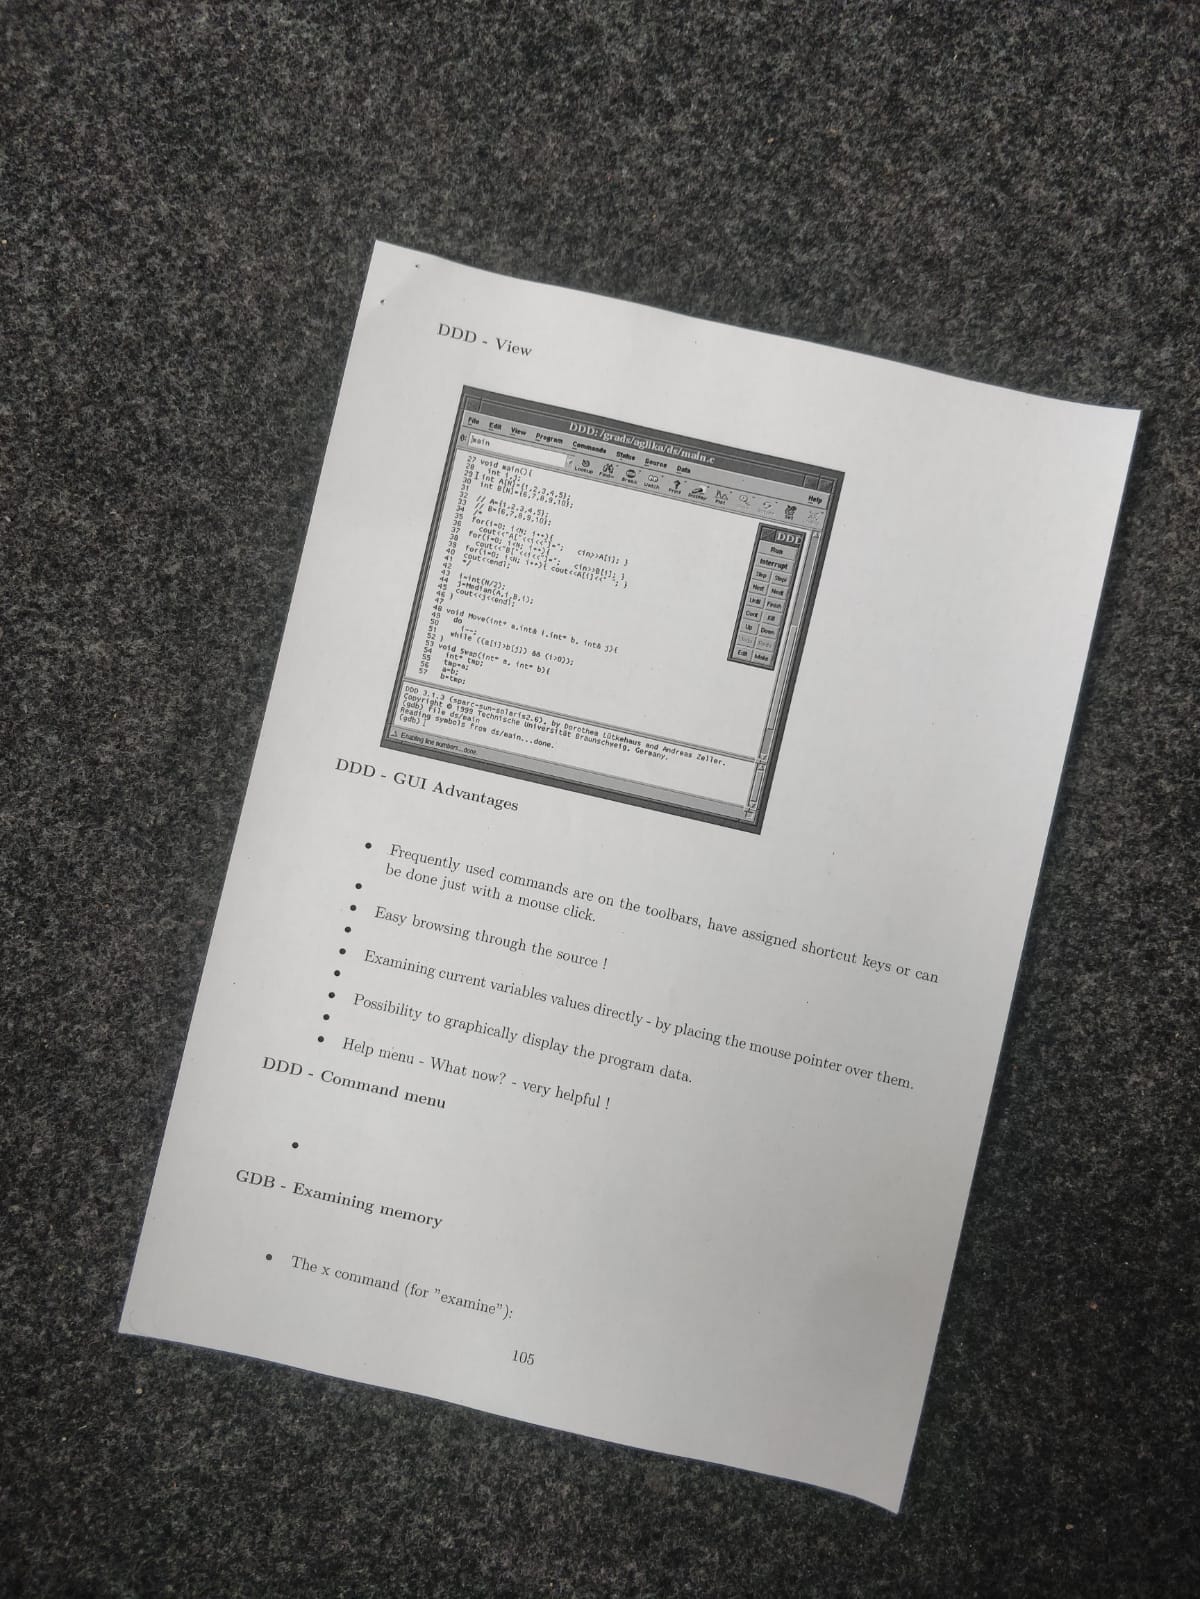 DDD - View
DDD: /grads/aglika/ds/main.c
File Edit View Program Commands Status Source Data Help
(): main
Lookup Find>> Break Watch Print Display Plot Rotate Set
27 void main(){
28 int i,j;
29 int A[N]={1,2,3,4,5};
30 int B[N]={6,7,8,9,10};
31
32 // A={1,2,3,4,5};
33 // B={6,7,8,9,10};
34 /*
35 for(i=0; i<N; i++){
36 cout<<"A["<<i<<"]="; cin>>A[i]; }
37 for(i=0; i<N; i++){
38 cout<<"B["<<i<<"]="; cin>>B[i]; }
39 for(i=0; i<N; i++){ cout<<A[i]<<" "; }
40 cout<<endl;
41 */
42
43 i=int(N/2);
44 j=Median(A,i,B,i);
45 cout<<j<<endl;
46 }
47
48 void Move(int* a,int& i,int* b, int& j){
49 do
50 i--;
51 while ((a[i]>b[j]) && (i>0));
52 }
53 void Swap(int* a, int* b){
54 int* tmp;
55 tmp=a;
56 a=b;
57 b=tmp;
DDD
Run
Interrupt
Step Stepi
Next Nexti
Until Finish
Cont Kill
Up Down
Undo Redo
Edit Make
DDD 3.1.3 (sparc-sun-solaris2.6), by Dorothea Lütkehaus and Andreas Zeller.
Copyright © 1999 Technische Universität Braunschweig, Germany.
(gdb) file ds/main
Reading symbols from ds/main...done.
(gdb)
Enabling line numbers...done.
DDD - GUI Advantages
• Frequently used commands are on the toolbars, have assigned shortcut keys or can
be done just with a mouse click.
•
• Easy browsing through the source !
•
• Examining current variables values directly - by placing the mouse pointer over them.
•
• Possibility to graphically display the program data.
•
• Help menu - What now? - very helpful !
DDD - Command menu
•
GDB - Examining memory
• The x command (for ”examine”):
105